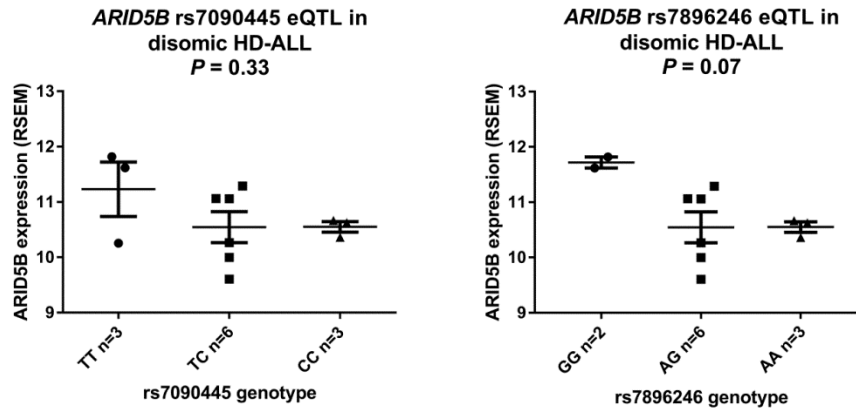 ARID5B rs7090445 eQTL in
disomic HD-ALL
P = 0.33
13
12
11
10
9
ARID5B expression (RSEM)
TT n=3
TC n=6
CC n=3
rs7090445 genotype
ARID5B rs7896246 eQTL in
disomic HD-ALL
P = 0.07
13
12
11
10
9
ARID5B expression (RSEM)
GG n=2
AG n=6
AA n=3
rs7896246 genotype